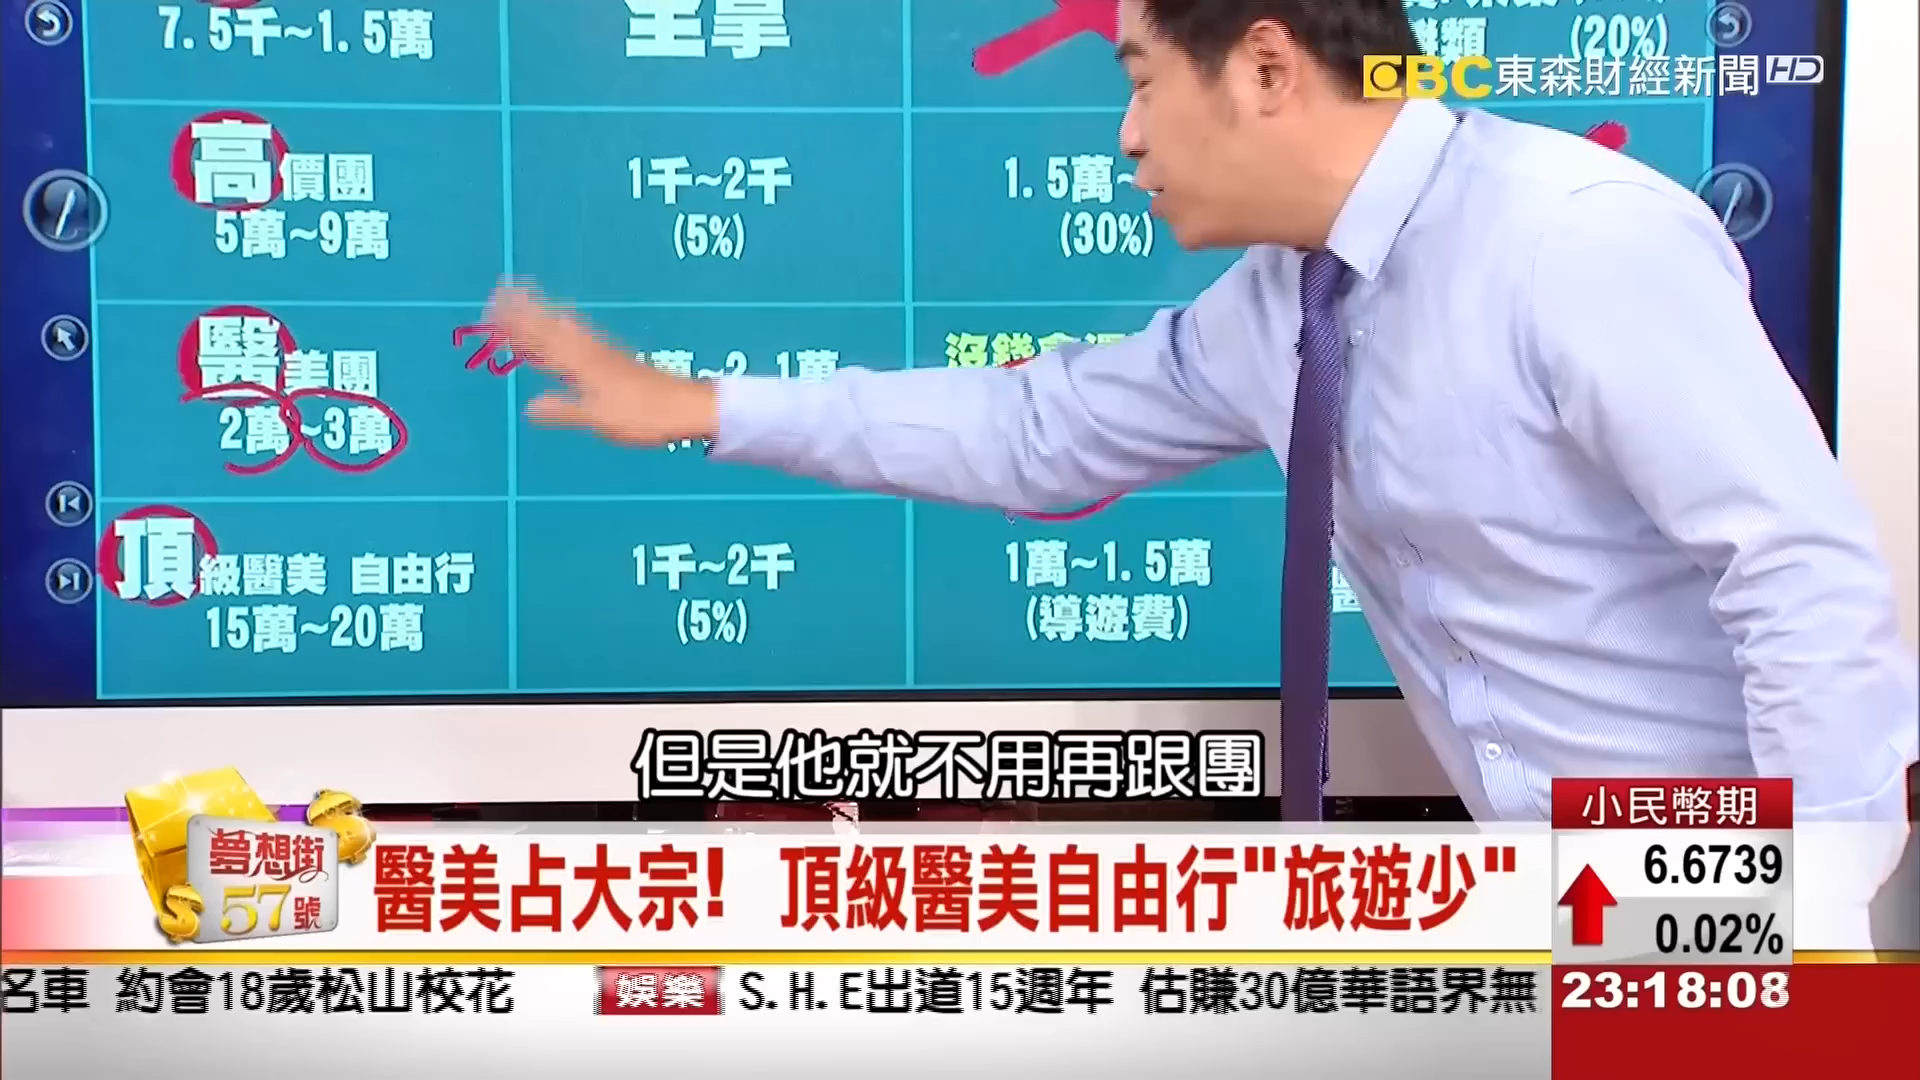 7.5千~1.5萬
全拿
(20%)
EBC東森財經新聞HD
高價團
5萬~9萬
1千~2千
(5%)
1.5萬~
(30%)
醫美團
2萬~3萬
頂級醫美 自由行
15萬~20萬
1千~2千
(5%)
1萬~1.5萬
(導遊費)
但是他就不用再跟團
夢想街
57號
醫美占大宗! 頂級醫美自由行"旅遊少"
小民幣期
6.6739
0.02%
名車 約會18歲松山校花
娛樂
S.H.E出道15週年 估賺30億華語界無
23:18:08